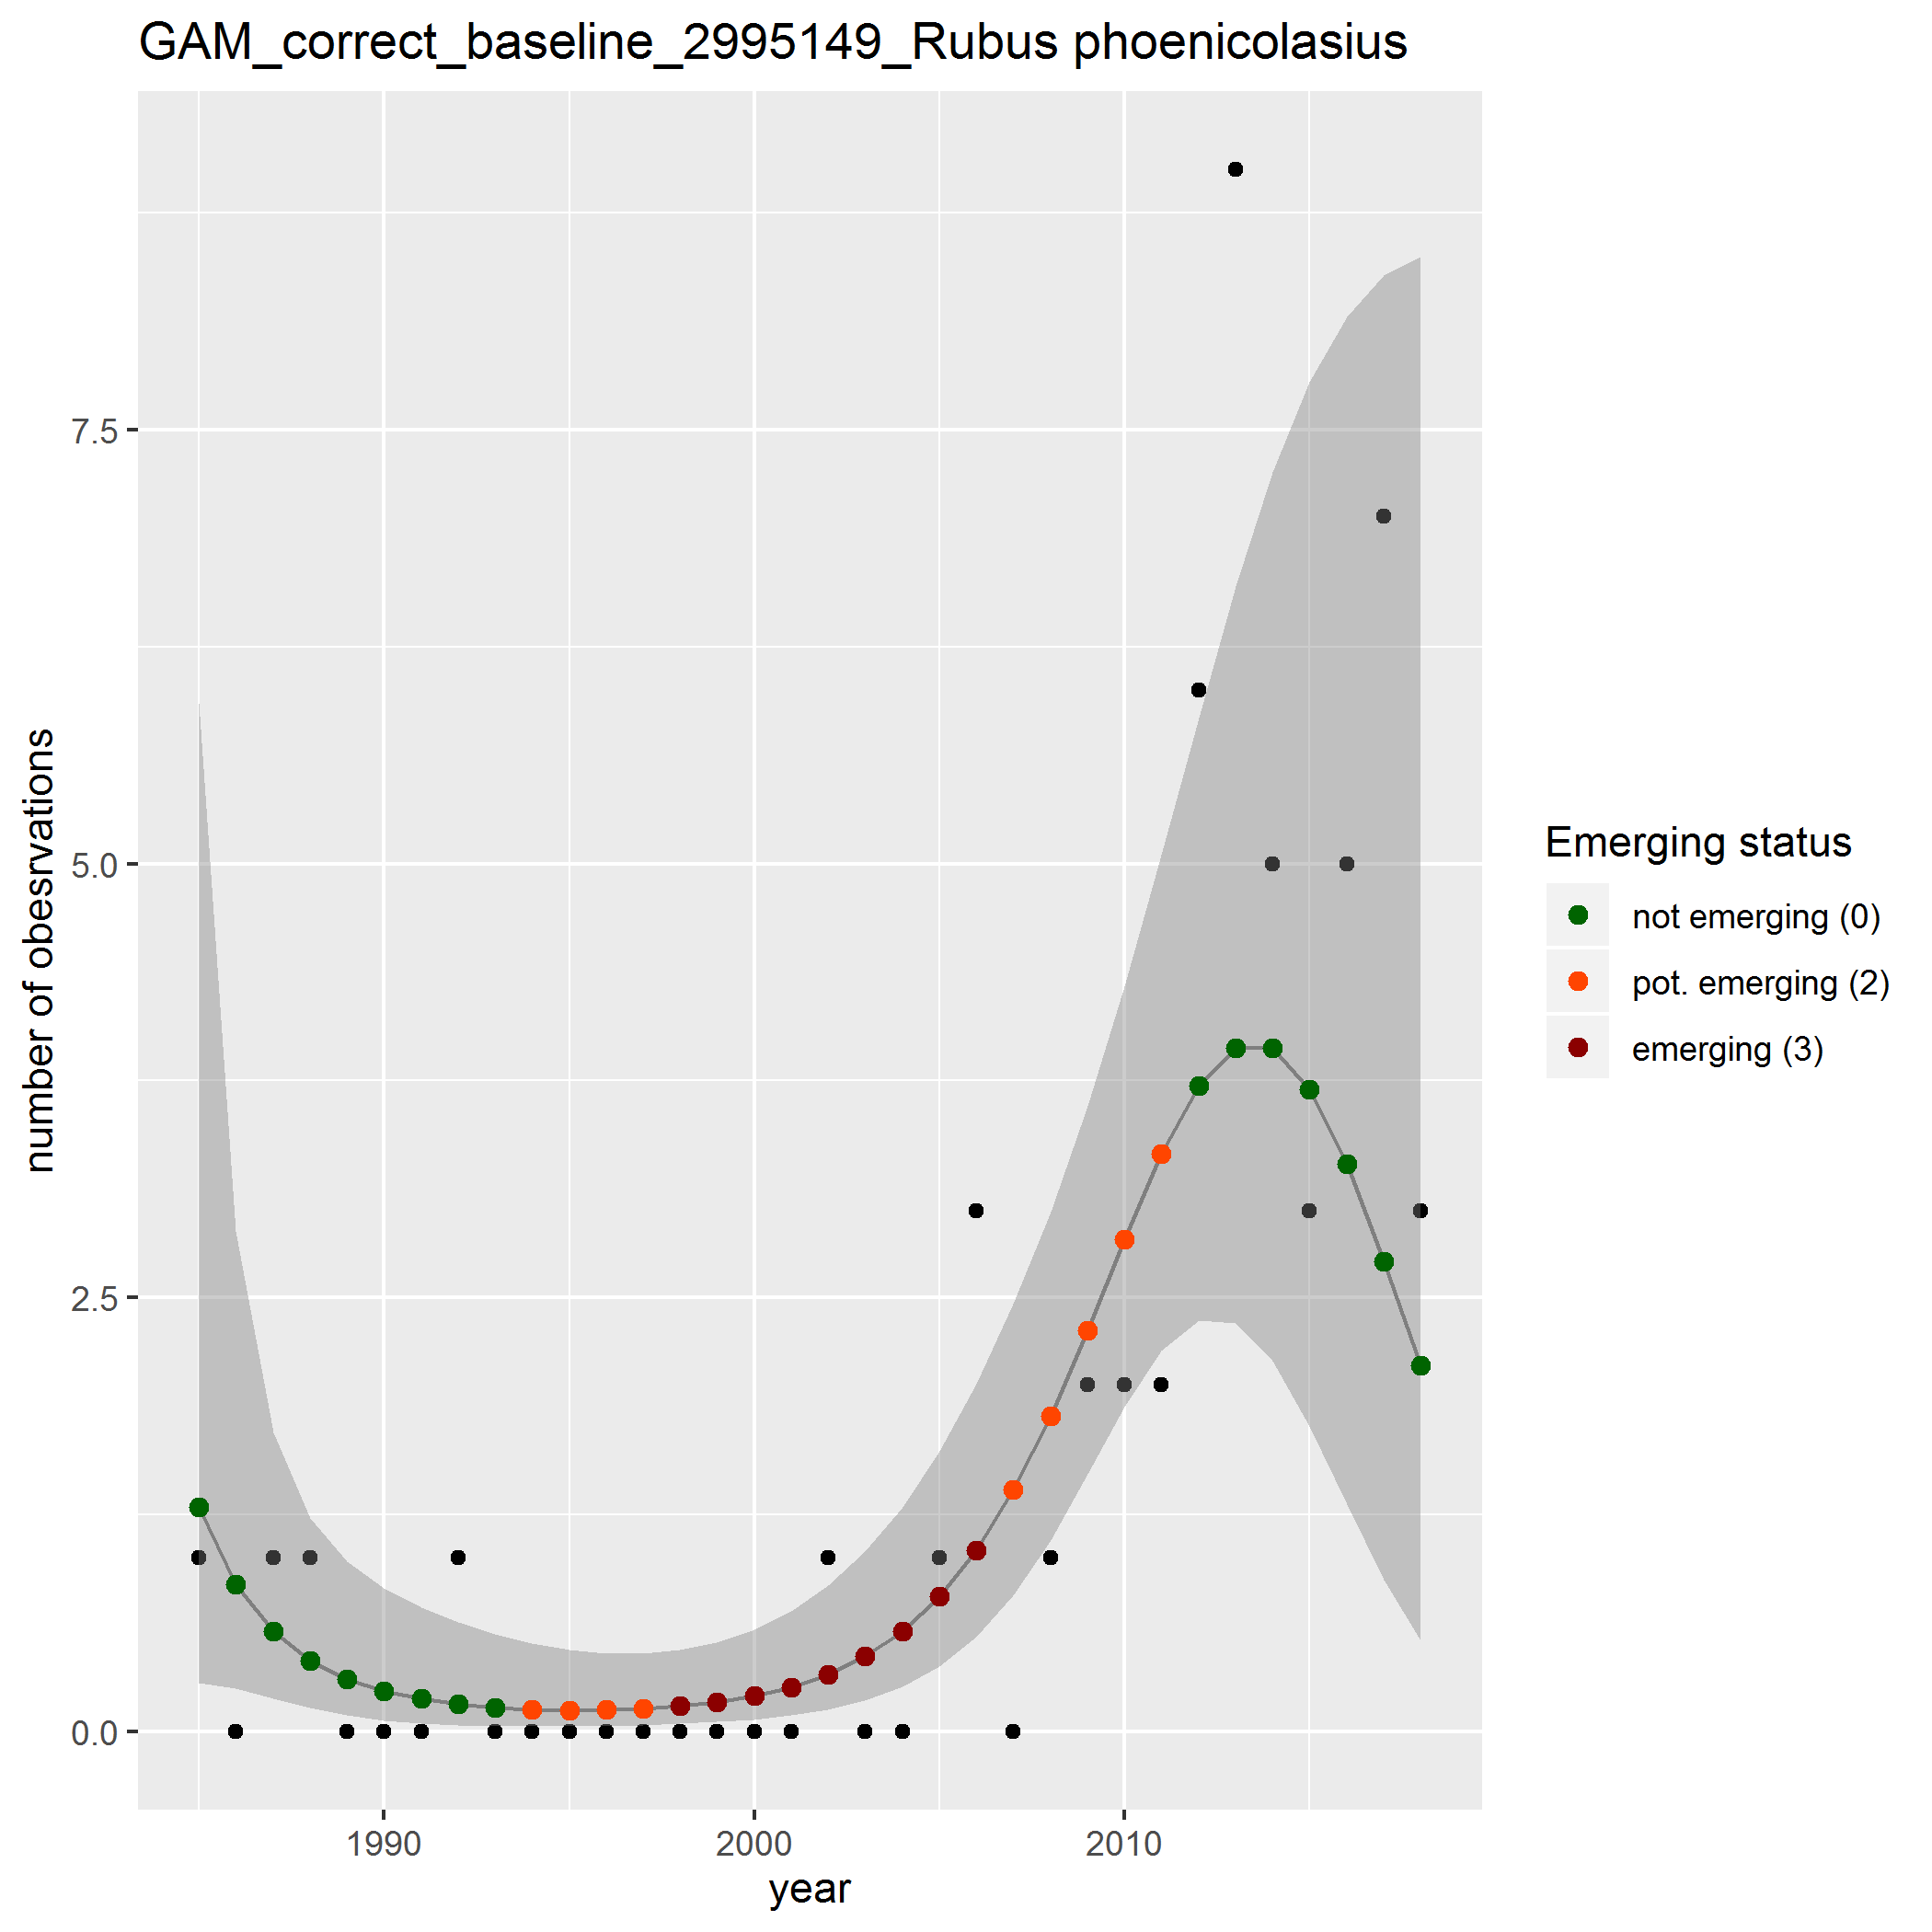 GAM_correct_baseline_2995149_Rubus phoenicolasius
7.5
5.0
2.5
0.0
number of obesrvations
1990
2000
2010
year
Emerging status
not emerging (0)
pot. emerging (2)
emerging (3)